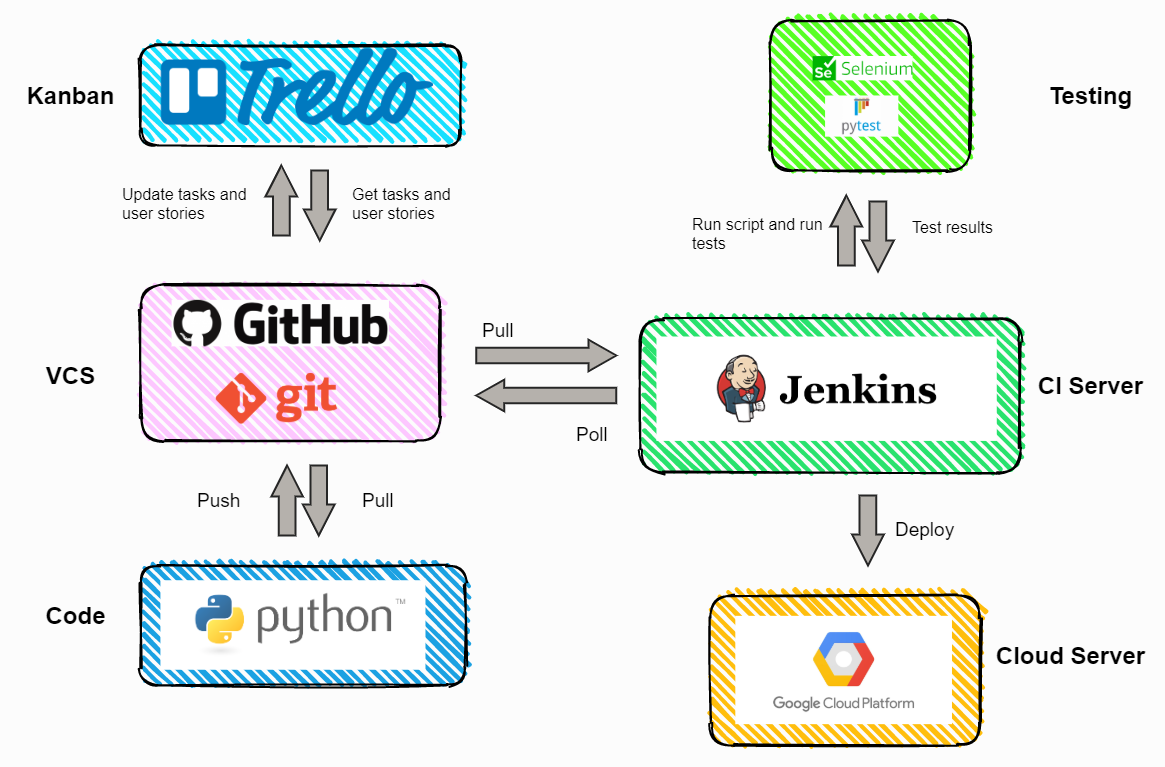 Kanban
Trello
Selenium
Se
pytest
Testing
Update tasks and
user stories
Get tasks and
user stories
Run script and run
tests
Test results
VCS
GitHub
git
Pull
Poll
Jenkins
CI Server
Push
Pull
Deploy
Code
python™
Google Cloud Platform
Cloud Server